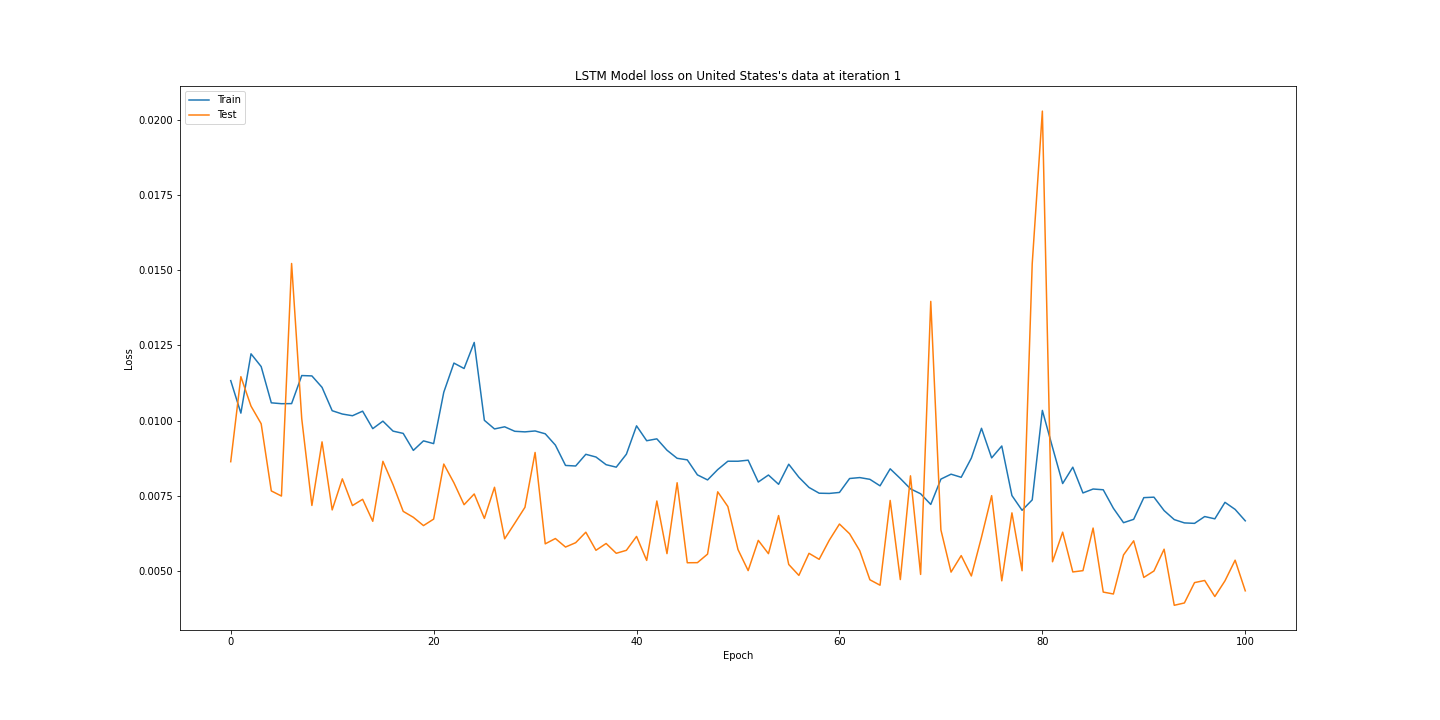 LSTM Model loss on United States's data at iteration 1
Train
Test
0.0200
0.0175
0.0150
0.0125
0.0100
0.0075
0.0050
Loss
0 20 40 60 80 100
Epoch